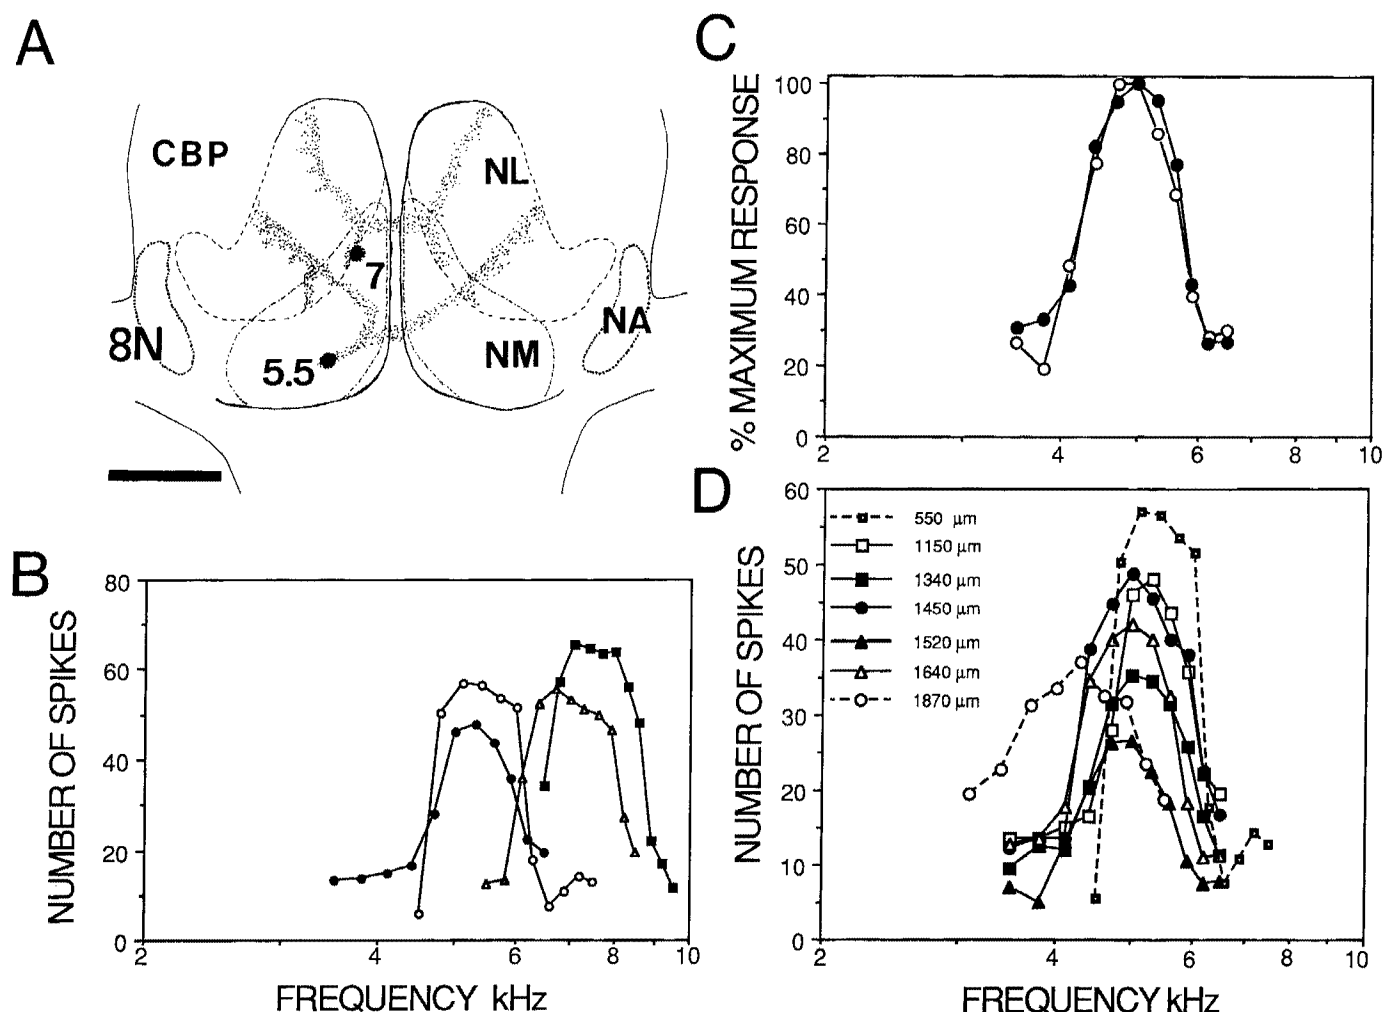 A
CBP
NL
7
8N
NA
5.5
NM
B
NUMBER OF SPIKES
80
60
40
20
0
2
4
6
8
10
FREQUENCY kHz
C
% MAXIMUM RESPONSE
100
80
60
40
20
0
2
4
6
8
10
D
NUMBER OF SPIKES
60
50
40
30
20
10
0
550 µm
1150 µm
1340 µm
1450 µm
1520 µm
1640 µm
1870 µm
2
4
6
8
10
FREQUENCY kHz